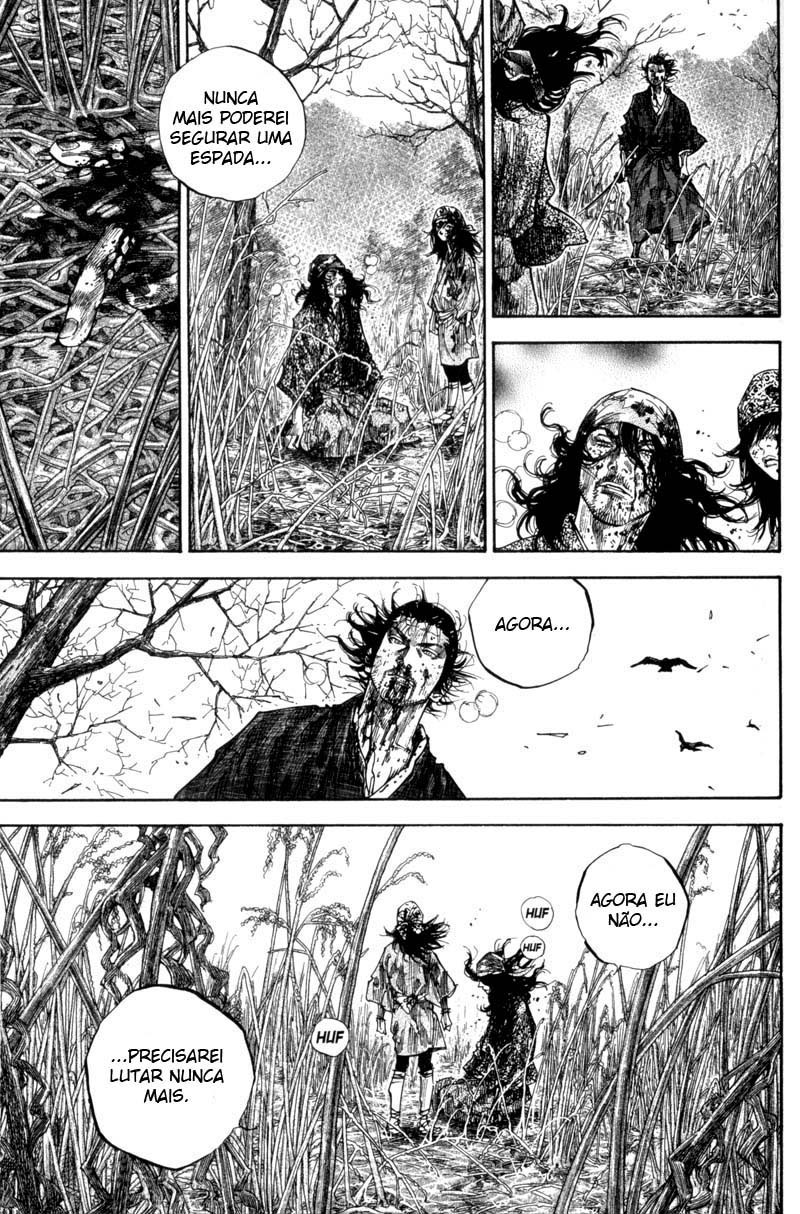 NUNCA
MAIS PODEREI
SEGURAR UMA
ESPADA...
AGORA...
AGORA EU
NÃO...
HUF
HUF
HUF
...PRECISAREI
LUTAR NUNCA
MAIS.